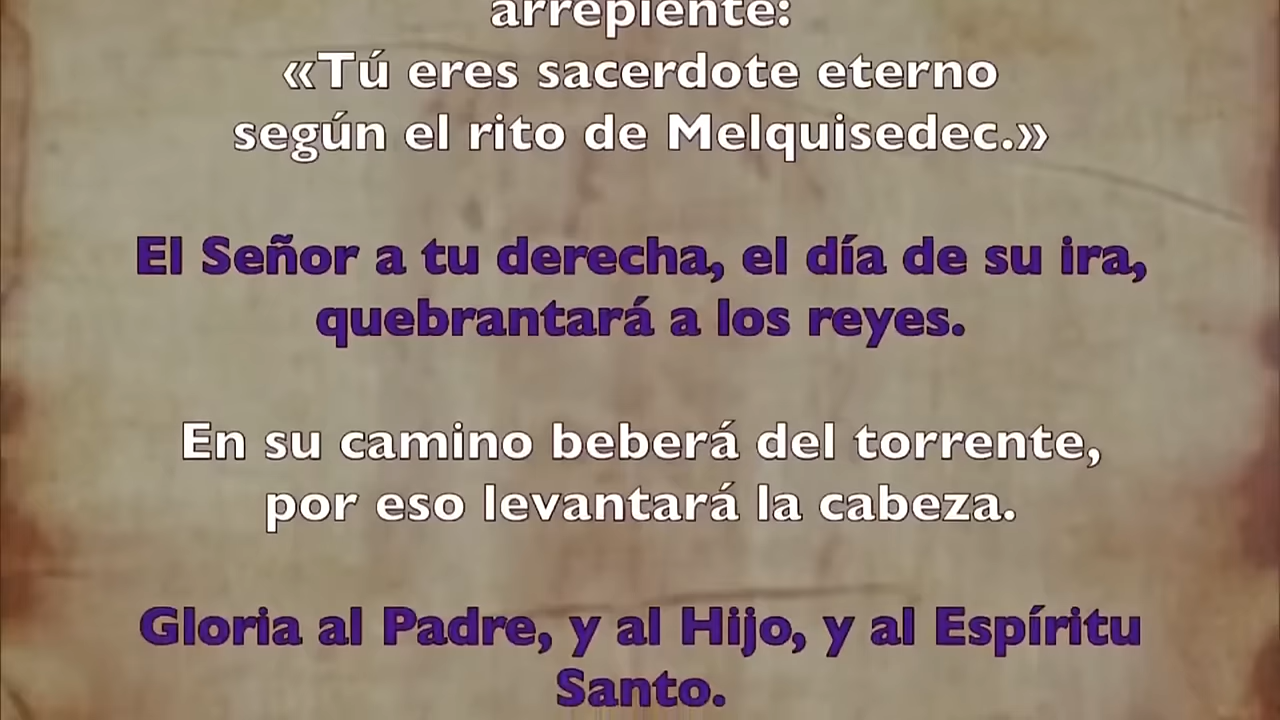 arrepiente:
«Tú eres sacerdote eterno
según el rito de Melquisedec.»
El Señor a tu derecha, el día de su ira,
quebrantará a los reyes.
En su camino beberá del torrente,
por eso levantará la cabeza.
Gloria al Padre, y al Hijo, y al Espíritu
Santo.